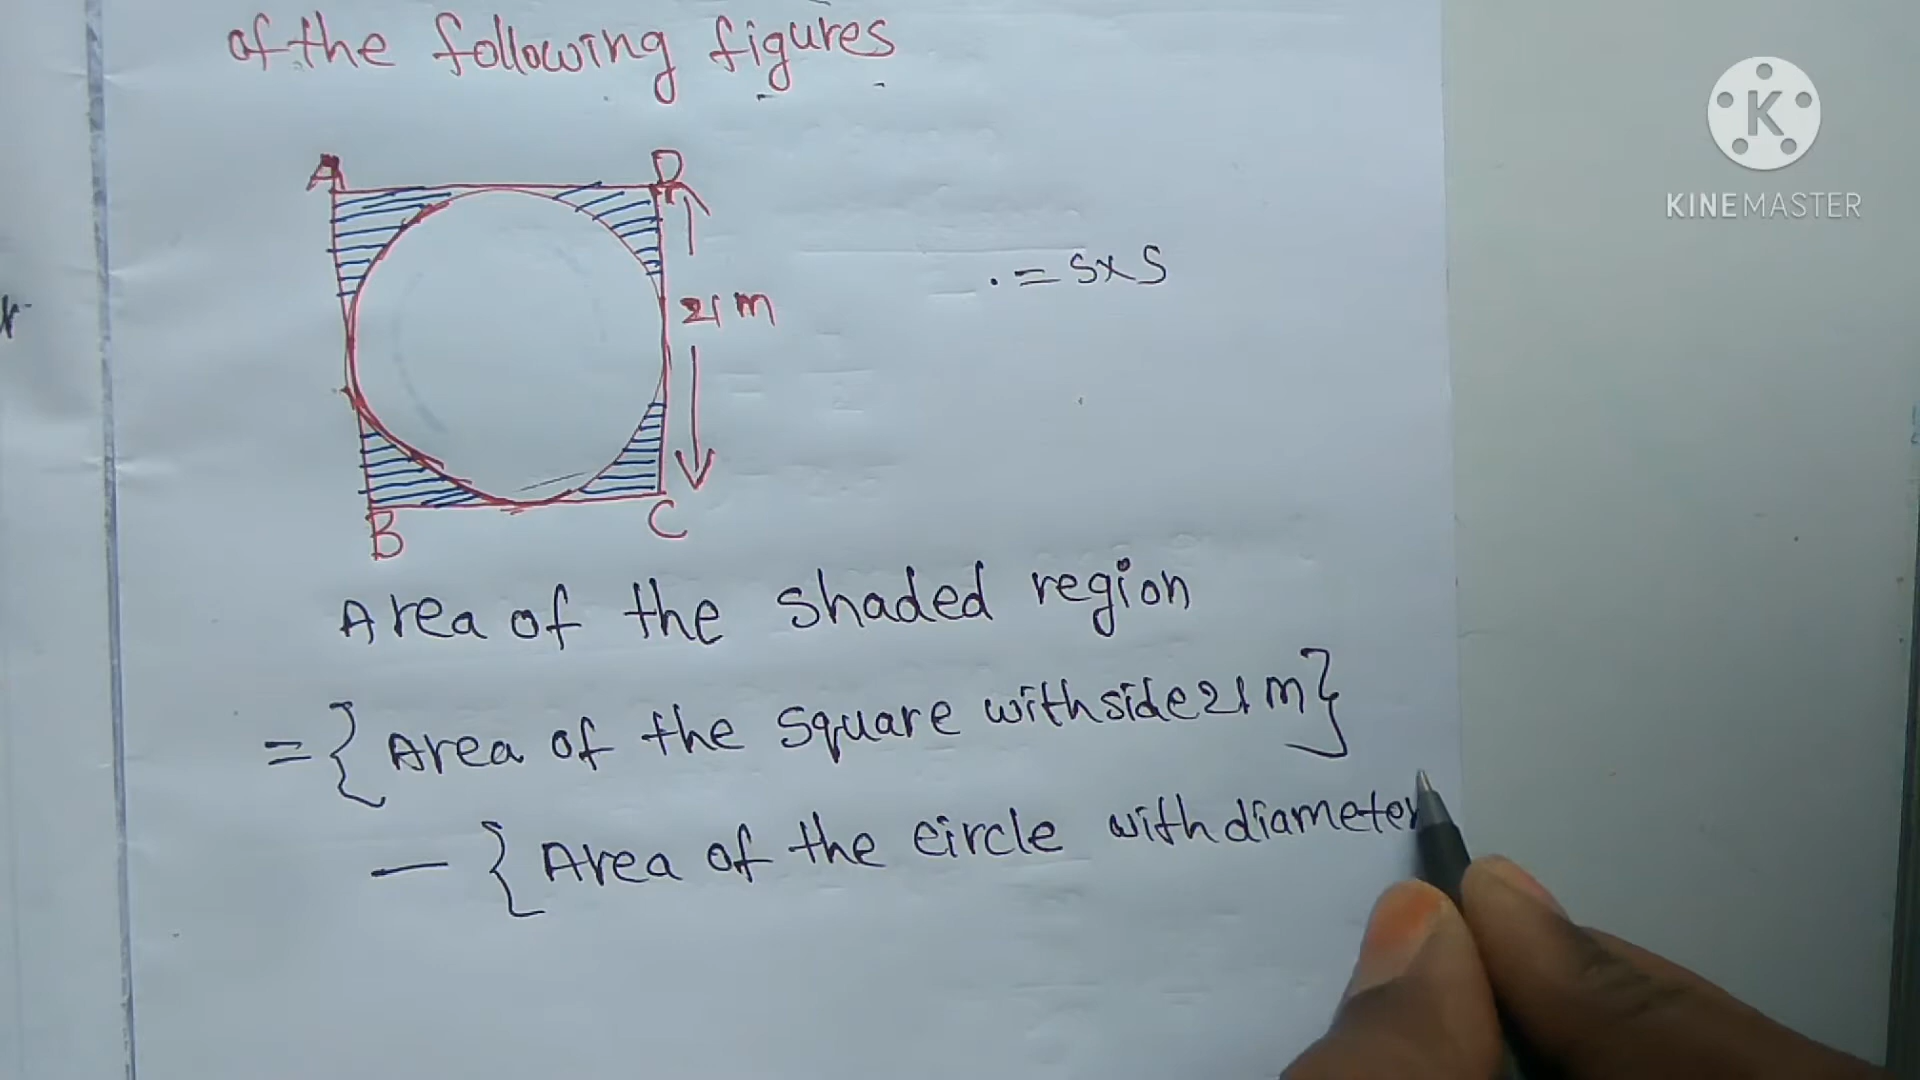 of the following figures
A
D
21 m
. = S x S
B
C
Area of the shaded region
= { Area of the square with side 21 m }
- { Area of the circle with diameter
K
KINEMASTER